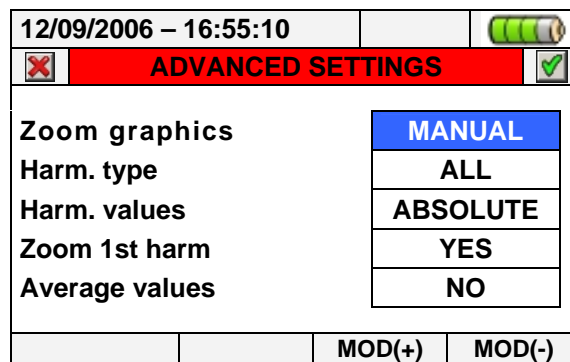 12/09/2006 – 16:55:10
ADVANCED SETTINGS
Zoom graphics MANUAL
Harm. type ALL
Harm. values ABSOLUTE
Zoom 1st harm YES
Average values NO
MOD(+) MOD(-)